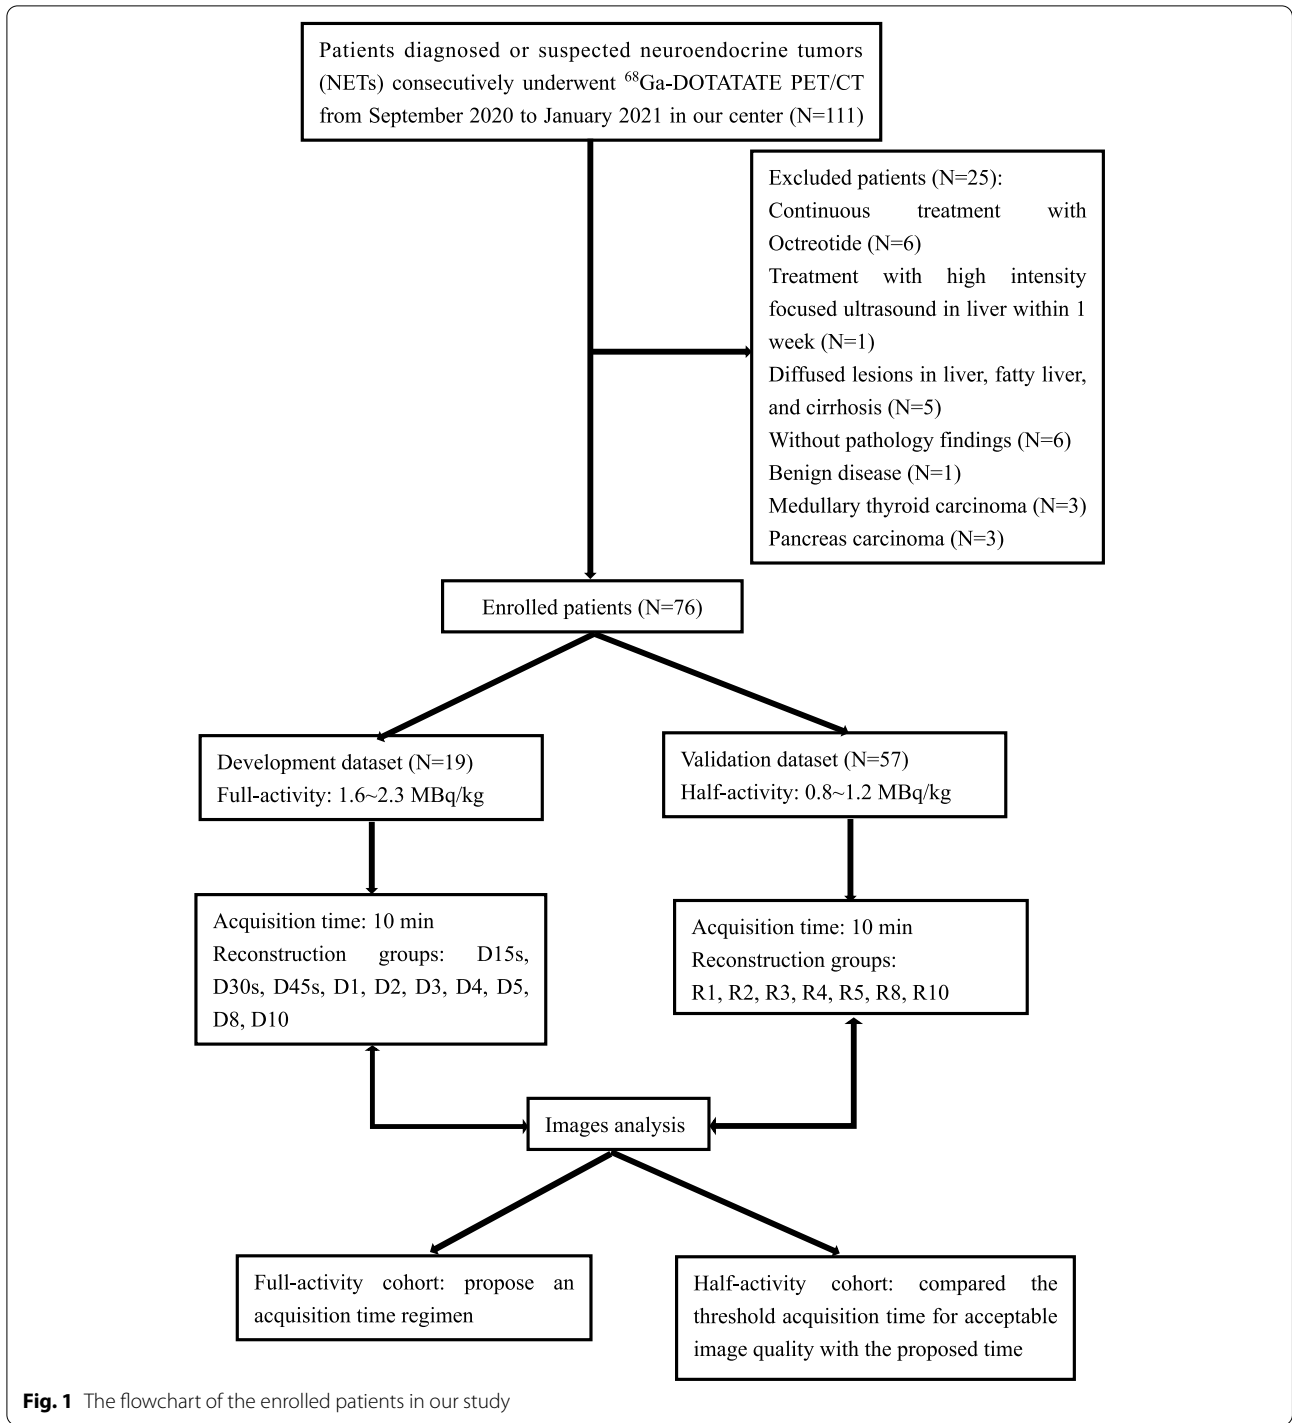 Patients diagnosed or suspected neuroendocrine tumors
(NETs) consecutively underwent ⁶⁸Ga-DOTATATE PET/CT
from September 2020 to January 2021 in our center (N=111)
Excluded patients (N=25):
Continuous treatment with
Octreotide (N=6)
Treatment with high intensity
focused ultrasound in liver within 1
week (N=1)
Diffused lesions in liver, fatty liver,
and cirrhosis (N=5)
Without pathology findings (N=6)
Benign disease (N=1)
Medullary thyroid carcinoma (N=3)
Pancreas carcinoma (N=3)
Enrolled patients (N=76)
Development dataset (N=19)
Full-activity: 1.6~2.3 MBq/kg
Validation dataset (N=57)
Half-activity: 0.8~1.2 MBq/kg
Acquisition time: 10 min
Reconstruction groups: D15s,
D30s, D45s, D1, D2, D3, D4, D5,
D8, D10
Acquisition time: 10 min
Reconstruction groups:
R1, R2, R3, R4, R5, R8, R10
Images analysis
Full-activity cohort: propose an
acquisition time regimen
Half-activity cohort: compared the
threshold acquisition time for acceptable
image quality with the proposed time
Fig. 1 The flowchart of the enrolled patients in our study